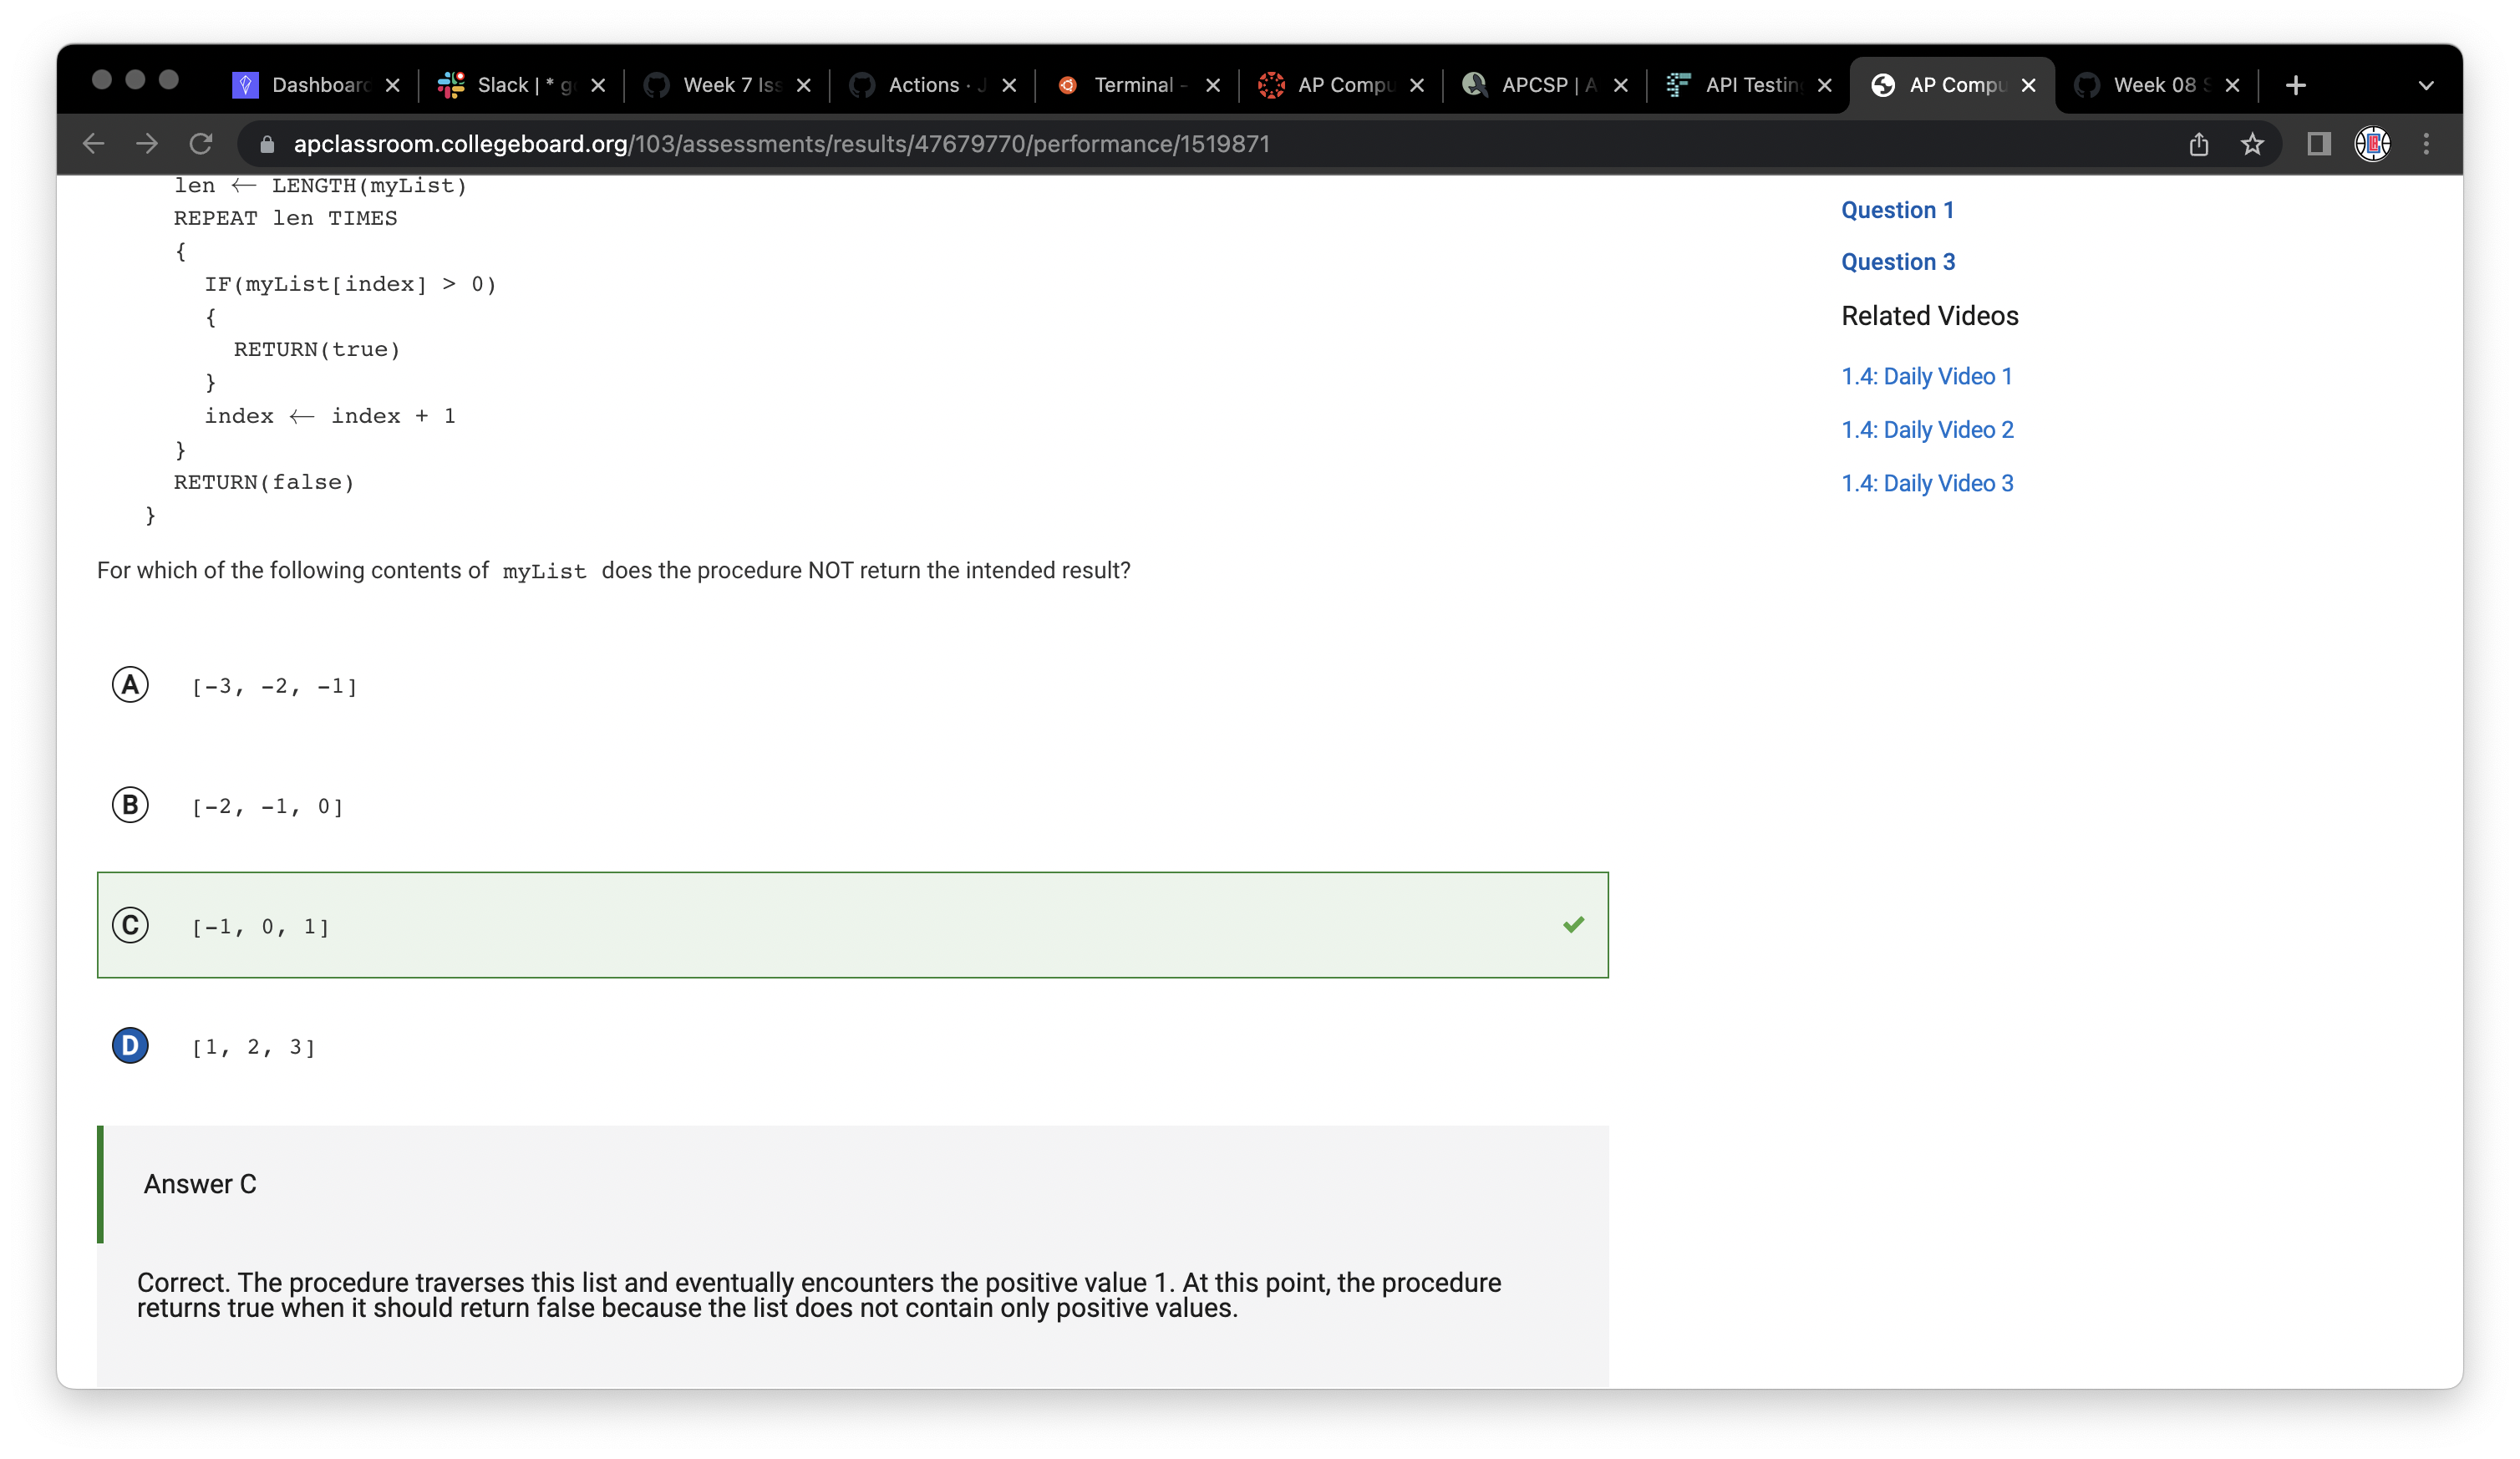 Dashboard
Slack | * g
Week 7 Iss
Actions · J
Terminal -
AP Compu
APCSP | A
API Testin
AP Compu
Week 08 S
apclassroom.collegeboard.org/103/assessments/results/47679770/performance/1519871
len ← LENGTH(myList)
REPEAT len TIMES
{
IF(myList[index] > 0)
{
RETURN(true)
}
index ← index + 1
}
RETURN(false)
}
For which of the following contents of myList does the procedure NOT return the intended result?
A [-3, -2, -1]
B [-2, -1, 0]
C [-1, 0, 1]
D [1, 2, 3]
Answer C
Correct. The procedure traverses this list and eventually encounters the positive value 1. At this point, the procedure
returns true when it should return false because the list does not contain only positive values.
Question 1
Question 3
Related Videos
1.4: Daily Video 1
1.4: Daily Video 2
1.4: Daily Video 3